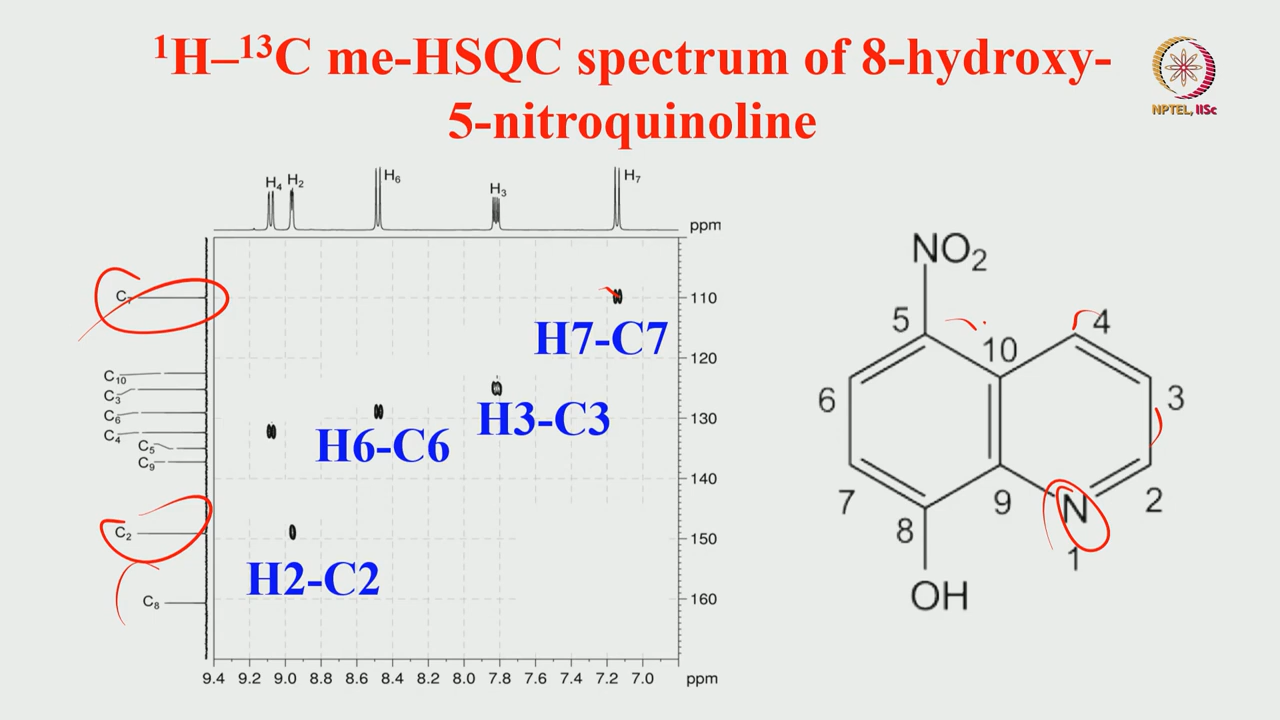 ¹H–¹³C me-HSQC spectrum of 8-hydroxy-
5-nitroquinoline
NPTEL, IISc
H₄ H₂ H₆ H₃ H₇
ppm
C₇
C₁₀
C₃
C₆
C₄
C₅
C₉
C₂
C₈
H7-C7
H3-C3
H6-C6
H2-C2
110
120
130
140
150
160
9.4 9.2 9.0 8.8 8.6 8.4 8.2 8.0 7.8 7.6 7.4 7.2 7.0 ppm
NO₂
5 4
10
6 3
7 9 N 2
8 1
OH